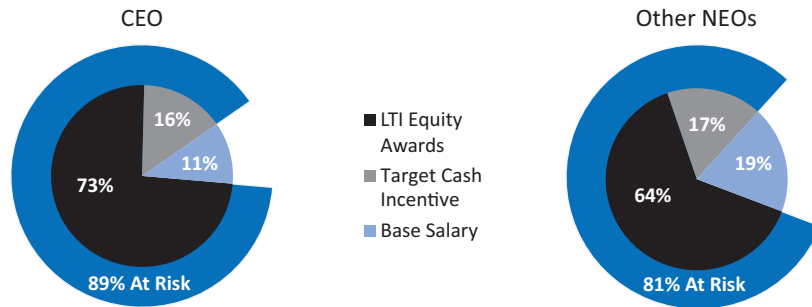 CEO
16%
11%
73%
89% At Risk
LTI Equity
Awards
Target Cash
Incentive
Base Salary
Other NEOs
17%
19%
64%
81% At Risk